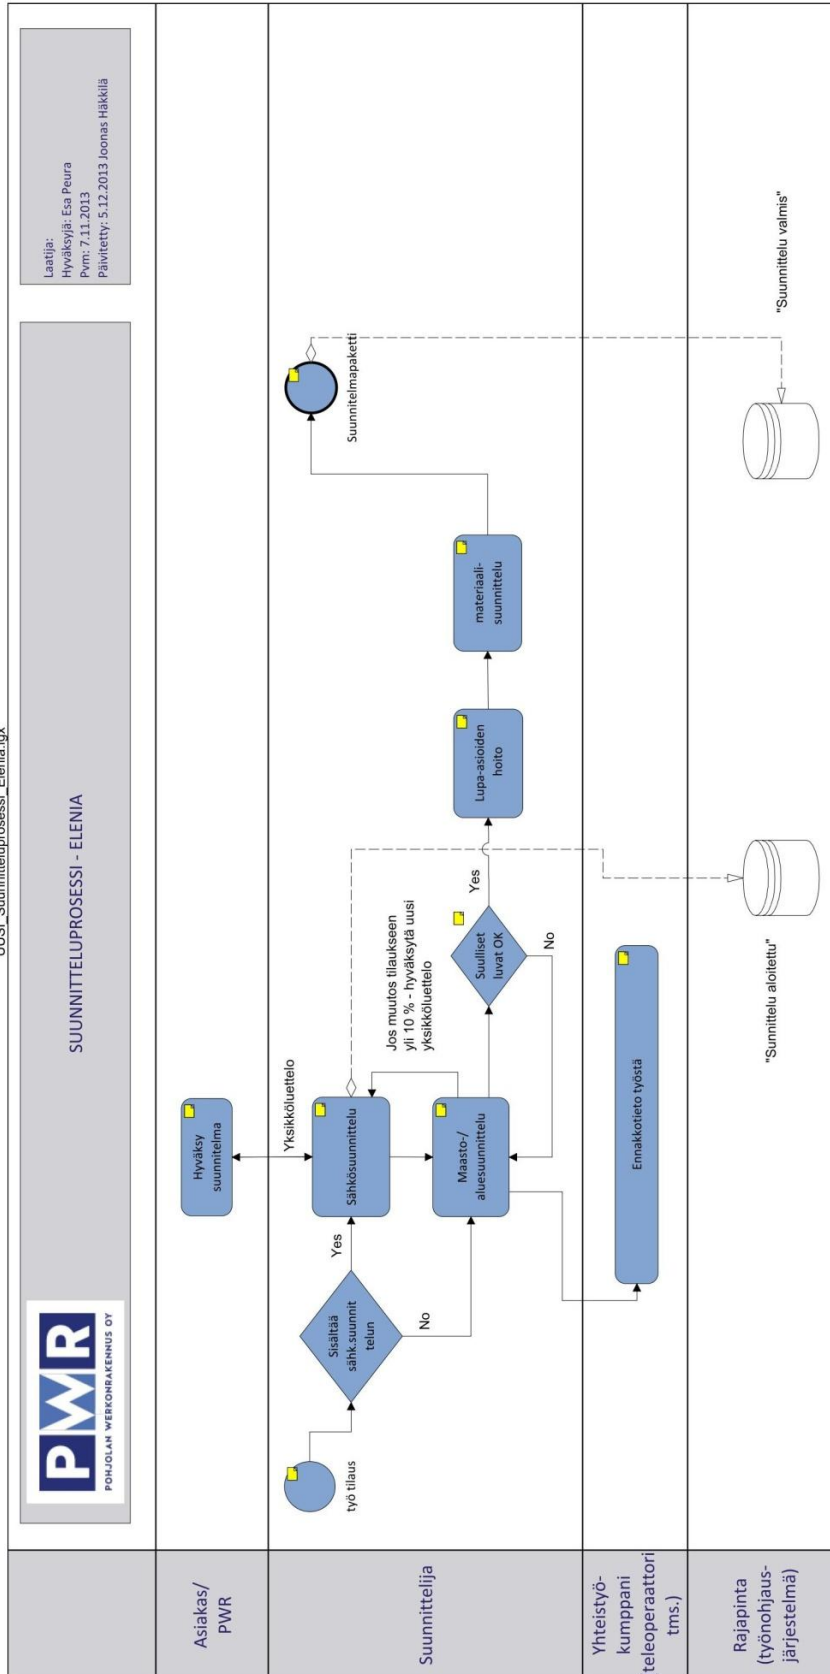 UUSI_Suunnitteluprosessi_Elenia.igx
PWR
POHJOLAN WERKONRAKENNUS OY
SUUNNITTELUPROSESSI - ELENIA
Laatija:
Hyväksyjä: Esa Peura
Pvm: 7.11.2013
Päivitetty: 5.12.2013 Joonas Häkkilä
Asiakas/
PWR
Hyväksy
suunnitelma
Yksikköluettelo
Suunnittelija
työ tilaus
Sisältää
sähk.suunnit
telun
Yes
No
Sähkösuunnittelu
Maasto-/
aluesuunnittelu
Jos muutos tilaukseen
yli 10 % - hyväksytä uusi
yksikköluettelo
Suulliset
luvat OK
Yes
No
Lupa-asioiden
hoito
materiaali-
suunnittelu
Suunnitelmapaketti
Yhteistyö-
kumppani
teleoperaattori
tms.)
Ennakkotieto työstä
Rajapinta
(työnohjaus-
järjestelmä)
"Sunnittelu aloitettu"
"Suunnittelu valmis"